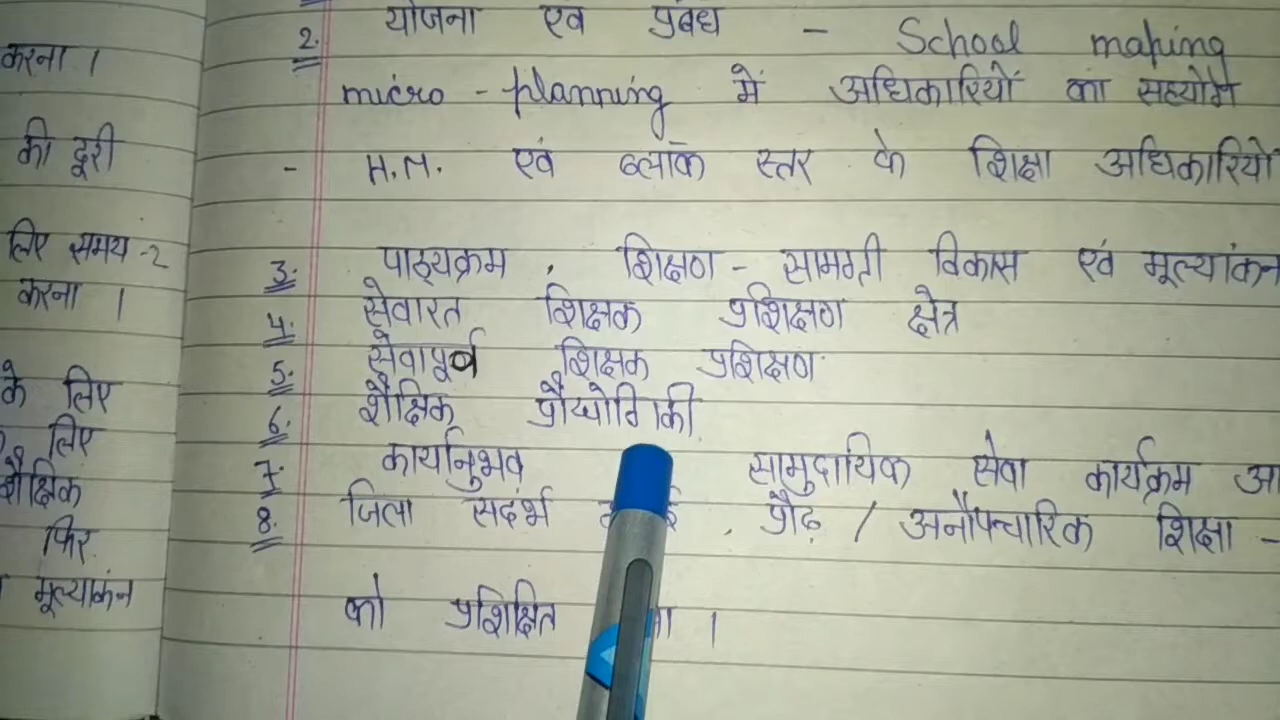 करना ।
की दूरी
लिए समय -2
करना ।
के लिए
लिए
शैक्षिक
फिर
मूल्याकंन
2. योजना एवं प्रबंध - School maping
micro - planning में अधिकारियों का सहयोग
- H.M. एवं ब्लॉक स्तर के शिक्षा अधिकारियों
3. पाठ्यक्रम , शिक्षण - सामग्री विकास एवं मूल्यांकन
4. सेवारत शिक्षक प्रशिक्षण क्षेत्र
5. सेवापूर्व शिक्षक प्रशिक्षण
6. शैक्षिक प्रौद्योगिकी
7. कार्यानुभव सामुदायिक सेवा कार्यक्रम
8. जिला संदर्भ , प्रौढ़ / अनौपचारिक शिक्षा -
को प्रशिक्षित ।